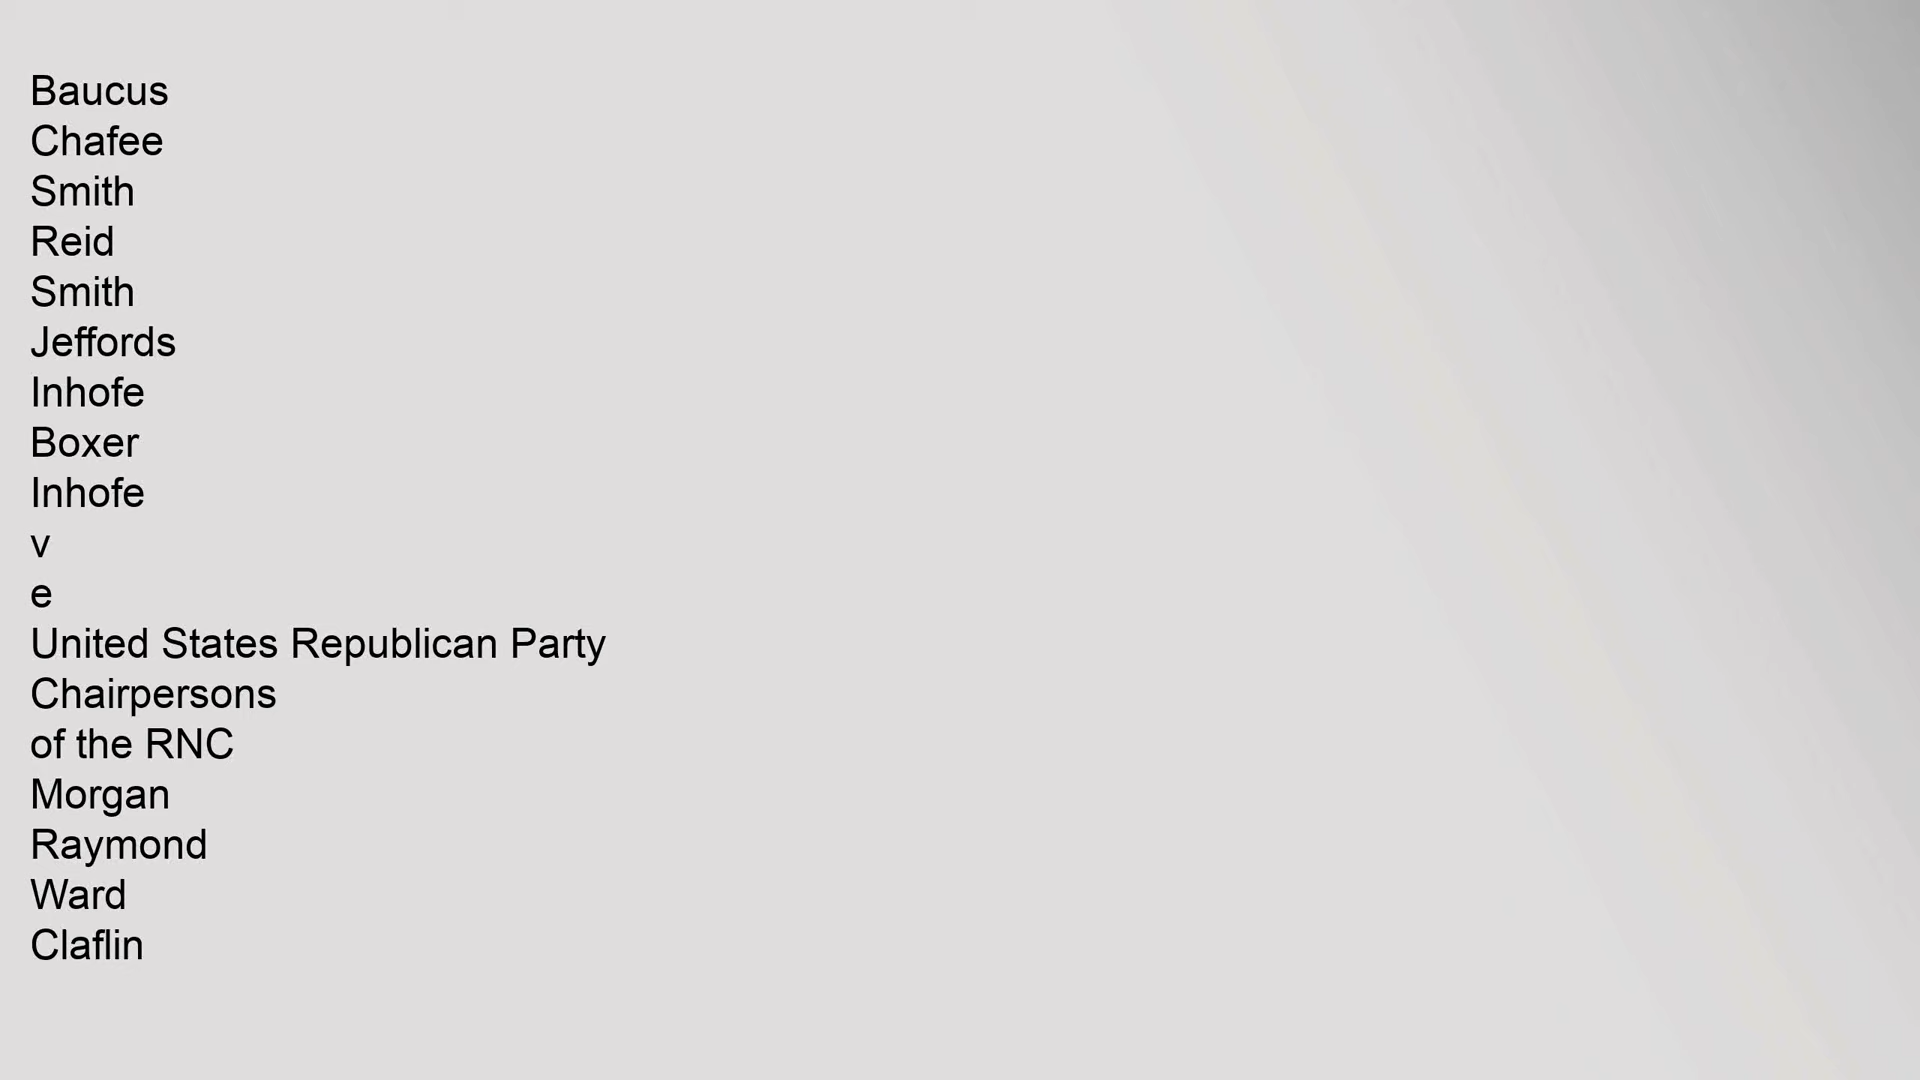 Baucus
Chafee
Smith
Reid
Smith
Jeffords
Inhofe
Boxer
Inhofe
v
e
United States Republican Party
Chairpersons
of the RNC
Morgan
Raymond
Ward
Claflin